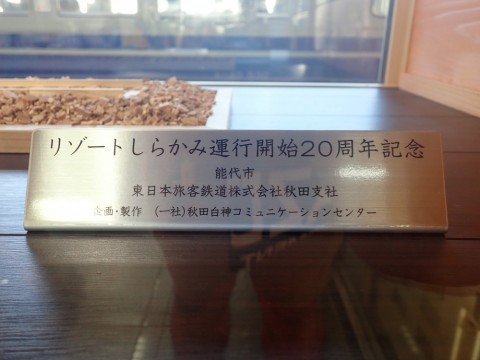 リゾートしらかみ運行開始20周年記念
能代市
東日本旅客鉄道株式会社秋田支社
企画・製作 (一社)秋田白神コミュニケーションセンター